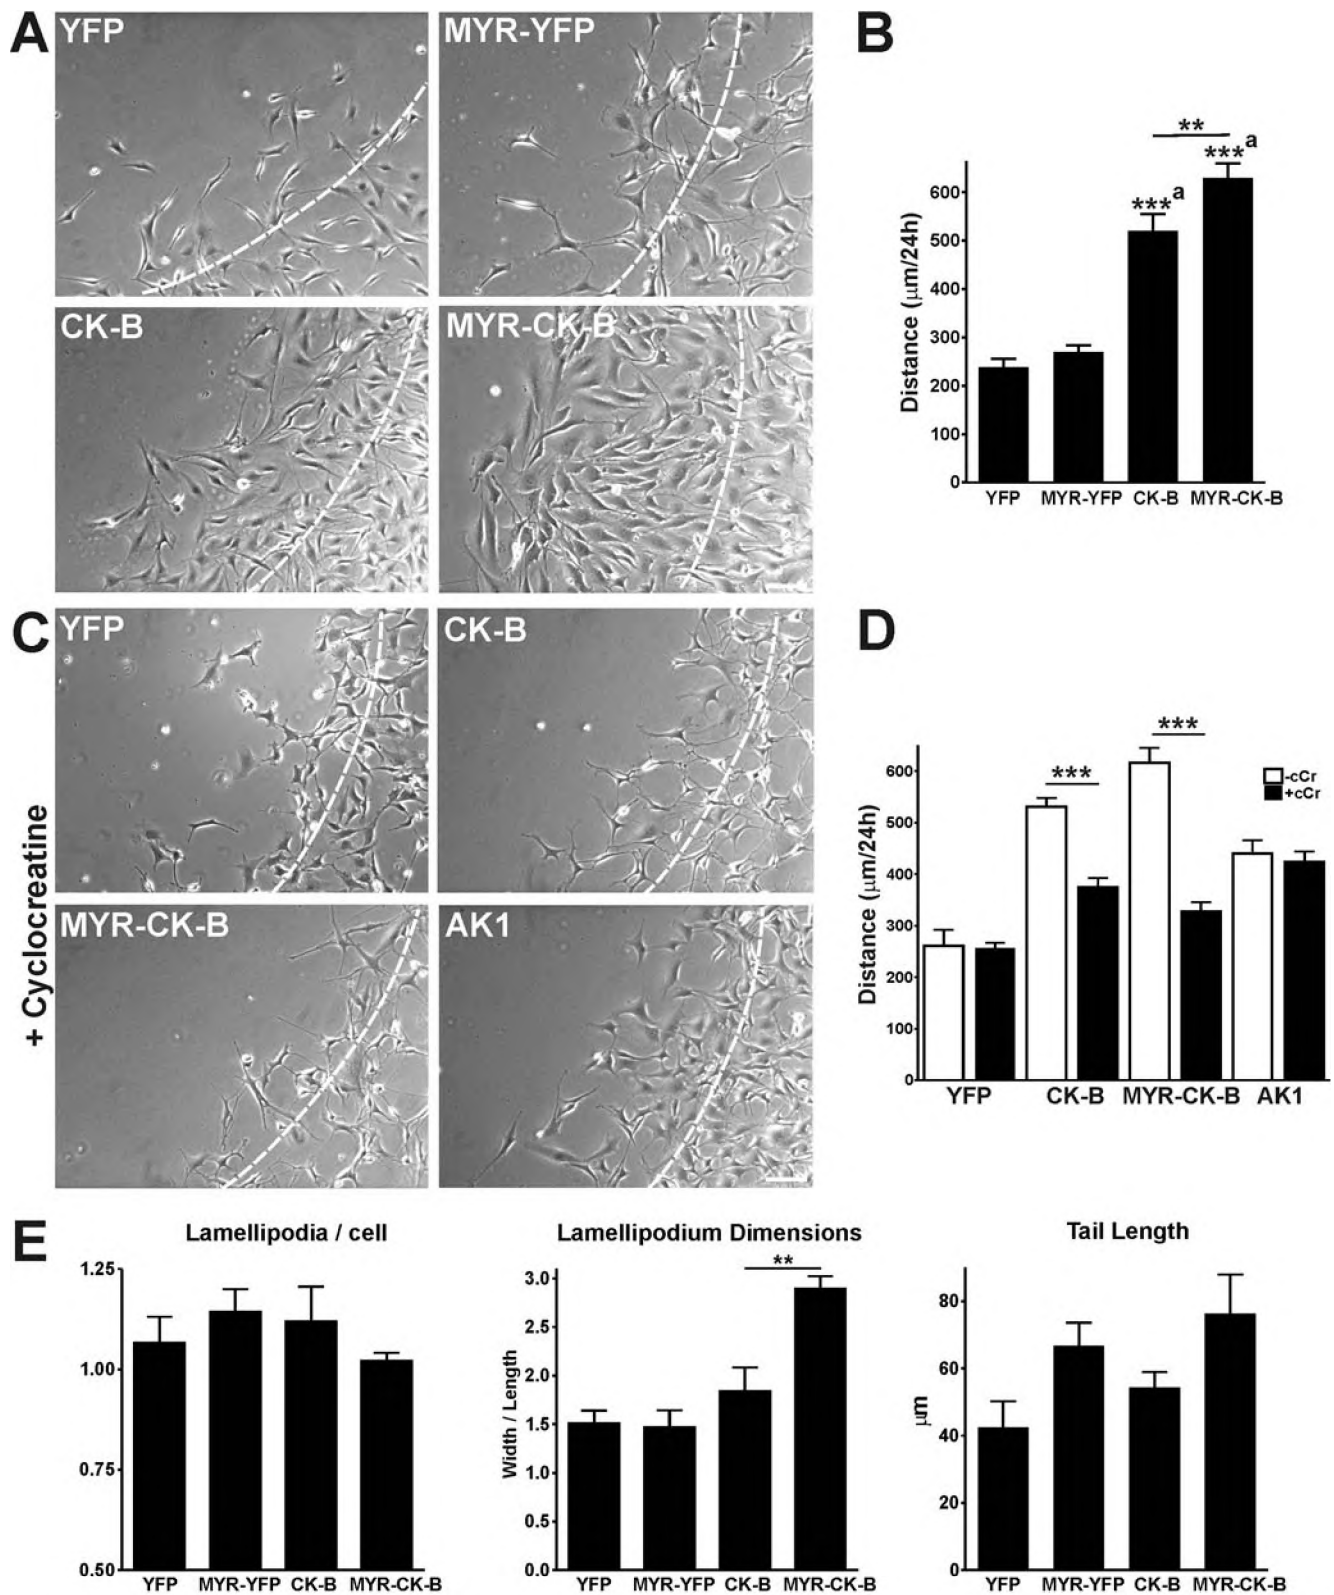 A
YFP
MYR-YFP
CK-B
MYR-CK-B
B
**
***a
***a
Distance (µm/24h)
600
500
400
300
200
100
0
YFP
MYR-YFP
CK-B
MYR-CK-B
C
+ Cyclocreatine
YFP
CK-B
MYR-CK-B
AK1
D
***
***
-cCr
+cCr
Distance (µm/24h)
600
500
400
300
200
100
0
YFP
CK-B
MYR-CK-B
AK1
E
Lamellipodia / cell
1.25
1.00
0.75
0.50
YFP
MYR-YFP
CK-B
MYR-CK-B
Lamellipodium Dimensions
**
Width / Length
3.0
2.5
2.0
1.5
1.0
0.5
0.0
YFP
MYR-YFP
CK-B
MYR-CK-B
Tail Length
µm
80
60
40
20
0
YFP
MYR-YFP
CK-B
MYR-CK-B